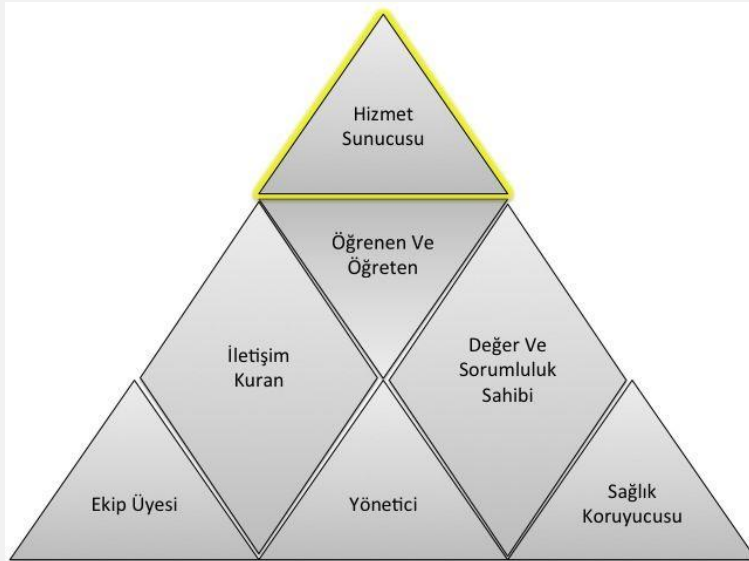 Hizmet
Sunucusu
Öğrenen Ve
Öğreten
İletişim
Kuran
Değer Ve
Sorumluluk
Sahibi
Ekip Üyesi
Yönetici
Sağlık
Koruyucusu